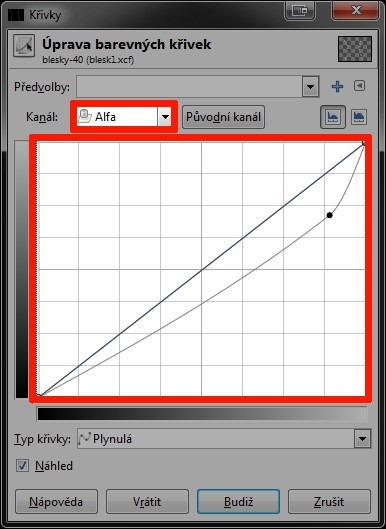 Křivky
Úprava barevných křivek
blesky-40 (blesk1.xcf)
Předvolby:
Kanál: Alfa Původní kanál
Typ křivky: Plynulá
Náhled
Nápověda Vrátit Budiž Zrušit